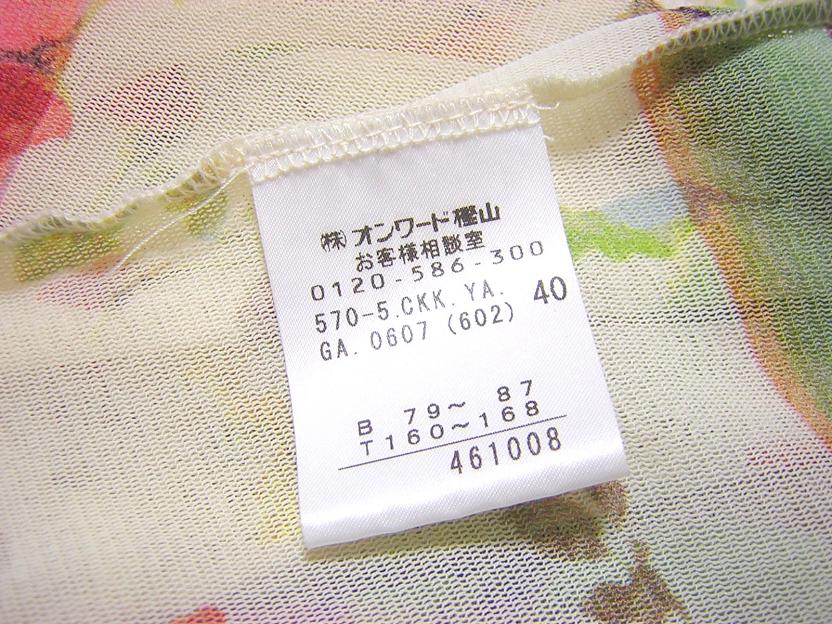 ㈱オンワード樫山
お客様相談室
0120-586-300
570-5.CKK.YA. 40
GA.0607 (602)
B 79～ 87
T160～168
461008